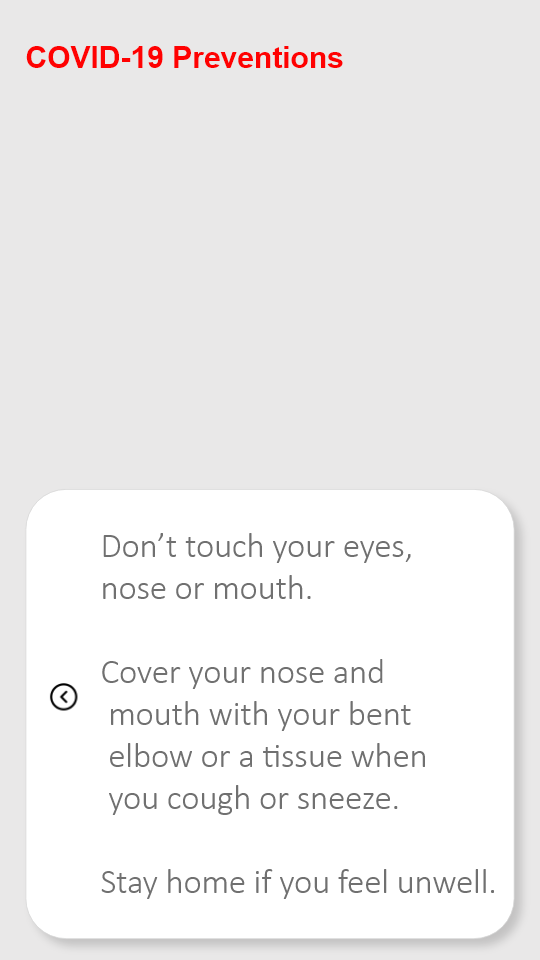 COVID-19 Preventions
Don’t touch your eyes,
nose or mouth.
Cover your nose and
mouth with your bent
elbow or a tissue when
you cough or sneeze.
Stay home if you feel unwell.